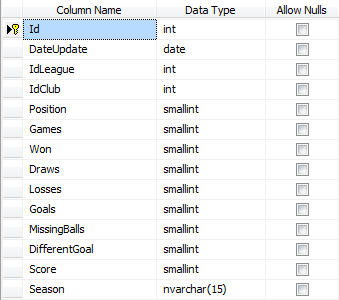 Column Name Data Type Allow Nulls
Id int
DateUpdate date
IdLeague int
IdClub int
Position smallint
Games smallint
Won smallint
Draws smallint
Losses smallint
Goals smallint
MissingBalls smallint
DifferentGoal smallint
Score smallint
Season nvarchar(15)